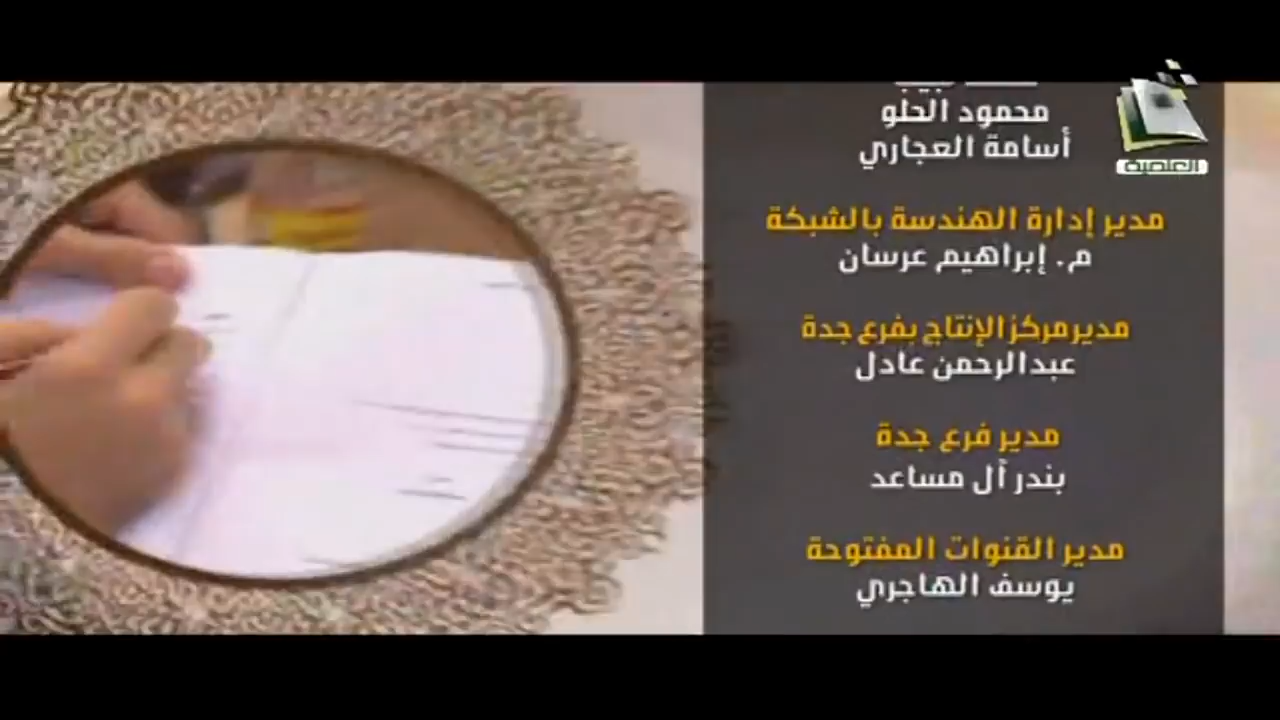 محمود الحلو
أسامة العجاري
مدير إدارة الهندسة بالشبكة
م. إبراهيم عرسان
مدير مركز الإنتاج بفرع جدة
عبدالرحمن عادل
مدير فرع جدة
بندر آل مساعد
مدير القنوات المفتوحة
يوسف الهاجري
العلمية